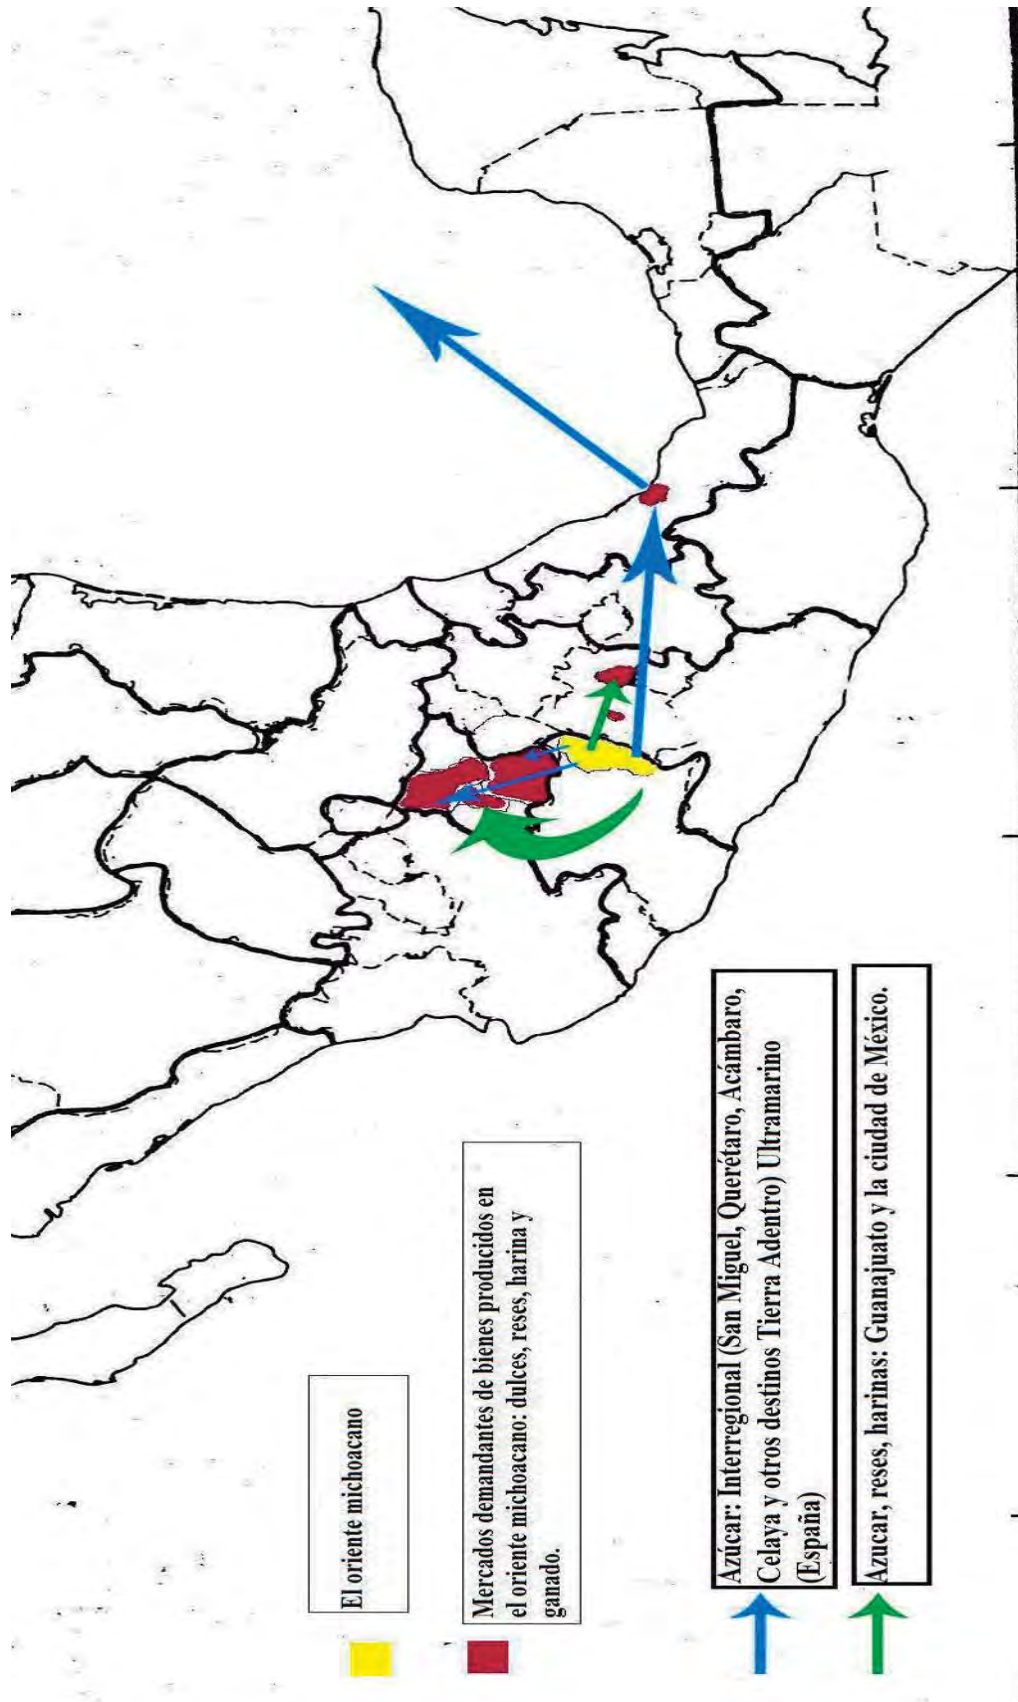 El oriente michoacano
Mercados demandantes de bienes producidos en
el oriente michoacano: dulces, reses, harina y
ganado.
Azúcar: Interregional (San Miguel, Querétaro, Acámbaro,
Celaya y otros destinos Tierra Adentro) Ultramarino
(España)
Azucar, reses, harinas: Guanajuato y la ciudad de México.